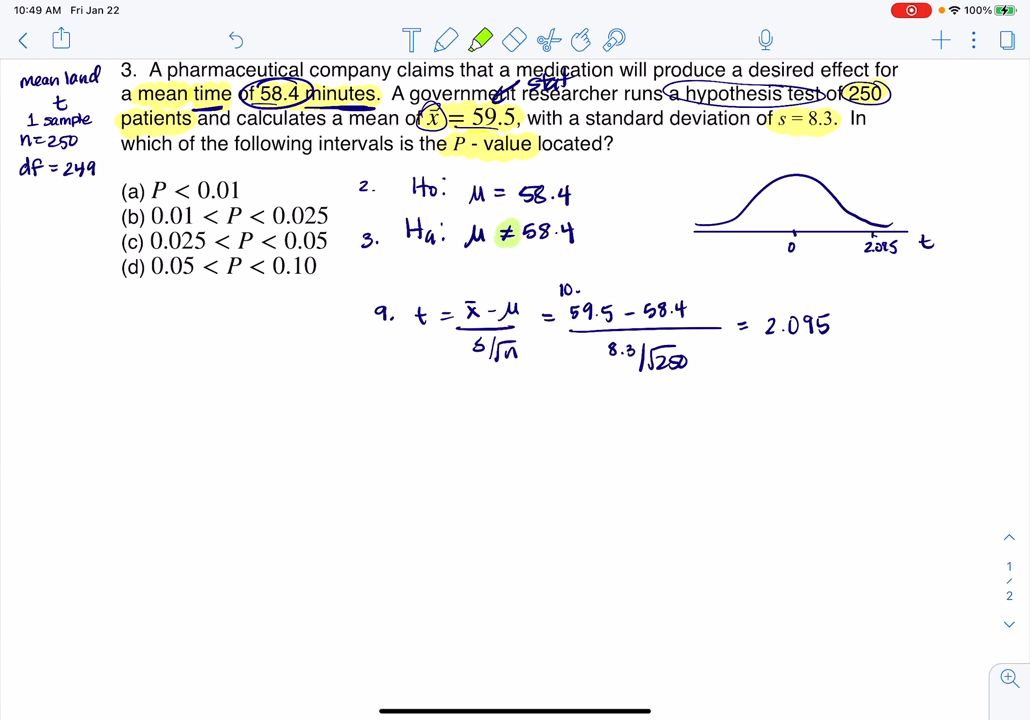 10:49 AM Fri Jan 22
100%
T
3. A pharmaceutical company claims that a medication will produce a desired effect for
a mean time of 58.4 minutes. A government researcher runs a hypothesis test of 250
patients and calculates a mean of x̄ = 59.5, with a standard deviation of s = 8.3. In
which of the following intervals is the P - value located?
stat
mean land
t
1 sample
n = 250
df = 249
(a) P < 0.01
(b) 0.01 < P < 0.025
(c) 0.025 < P < 0.05
(d) 0.05 < P < 0.10
2. H₀: μ = 58.4
3. Hₐ: μ ≠ 58.4
0 2.095 t
10.
9. t = x̄ - μ / s/√n = 59.5 - 58.4 / 8.3/√250 = 2.095
1
/
2